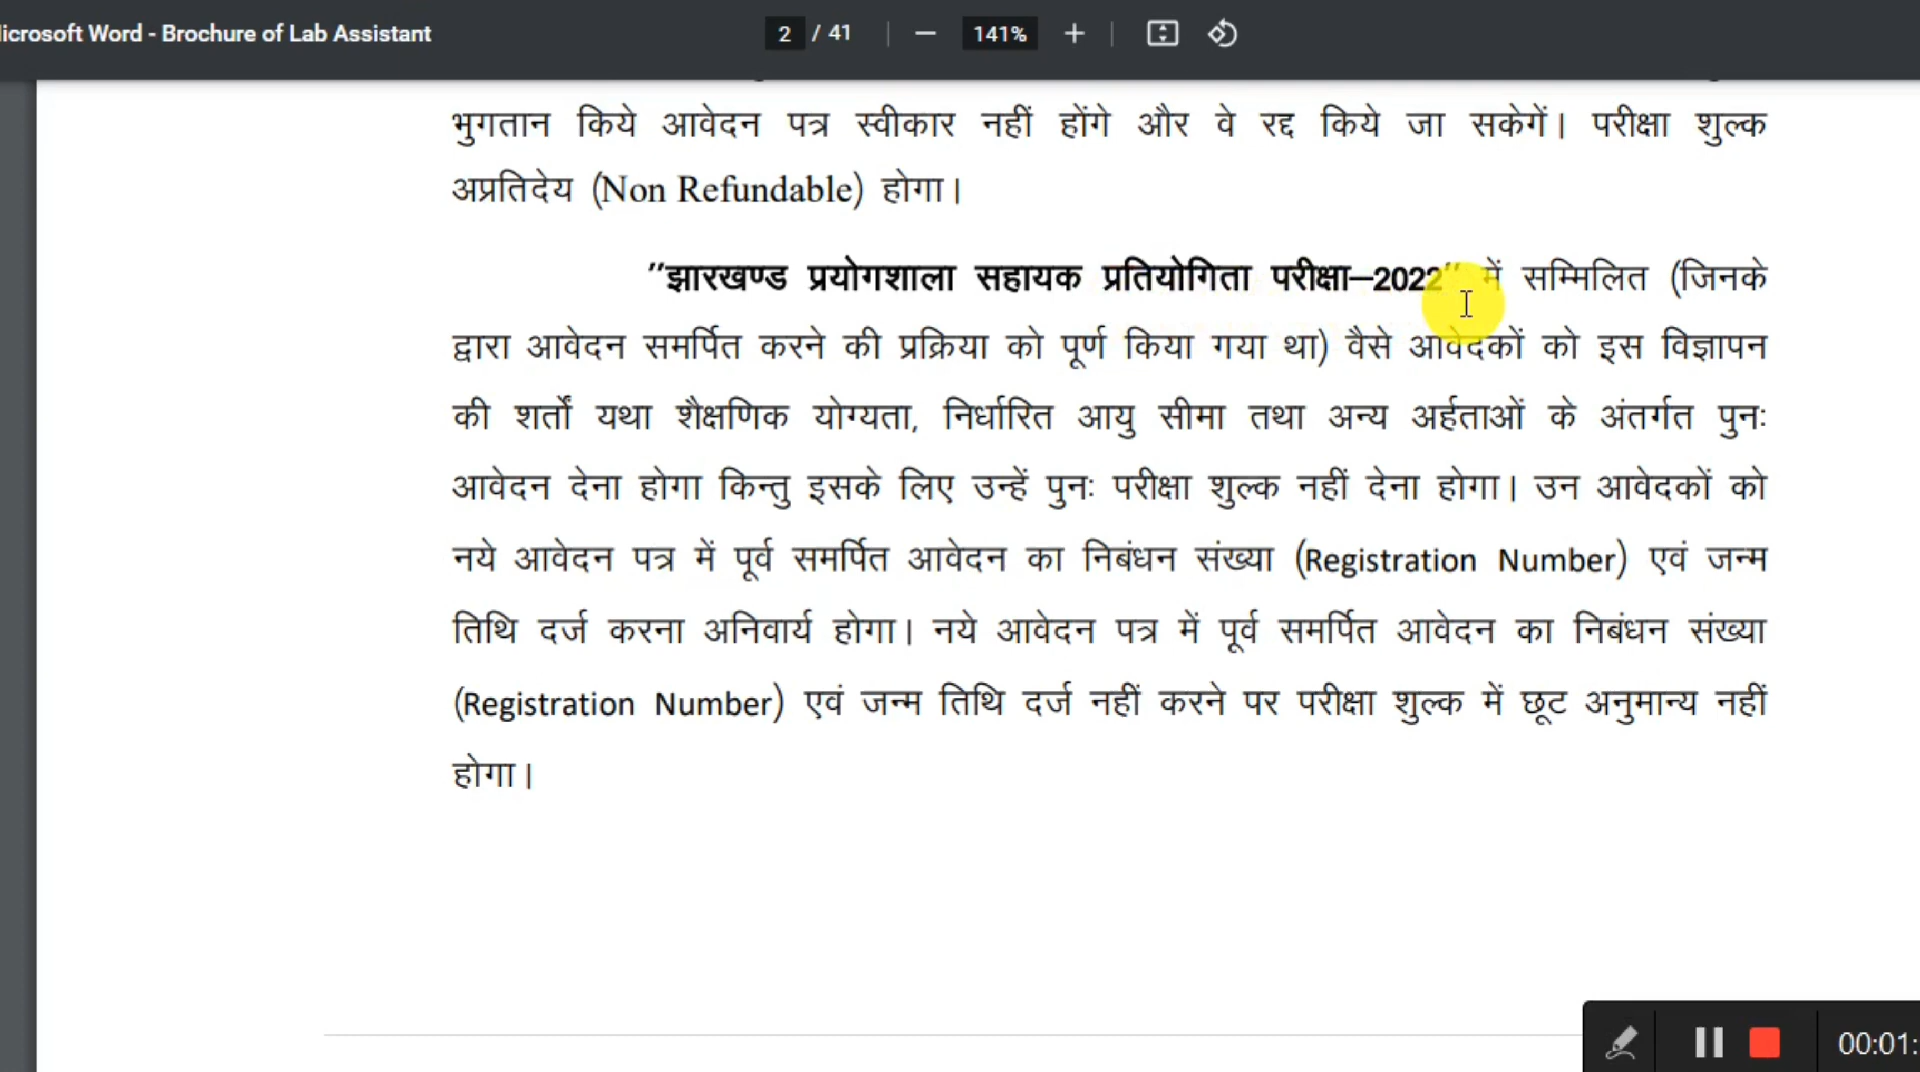 icrosoft Word - Brochure of Lab Assistant
2 / 41
141%
भुगतान किये आवेदन पत्र स्वीकार नहीं होंगे और वे रद्द किये जा सकेगें। परीक्षा शुल्क
अप्रतिदेय (Non Refundable) होगा।
"झारखण्ड प्रयोगशाला सहायक प्रतियोगिता परीक्षा–2022" में सम्मिलित (जिनके
द्वारा आवेदन समर्पित करने की प्रक्रिया को पूर्ण किया गया था) वैसे आवेदकों को इस विज्ञापन
की शर्तों यथा शैक्षणिक योग्यता, निर्धारित आयु सीमा तथा अन्य अर्हताओं के अंतर्गत पुनः
आवेदन देना होगा किन्तु इसके लिए उन्हें पुनः परीक्षा शुल्क नहीं देना होगा। उन आवेदकों को
नये आवेदन पत्र में पूर्व समर्पित आवेदन का निबंधन संख्या (Registration Number) एवं जन्म
तिथि दर्ज करना अनिवार्य होगा। नये आवेदन पत्र में पूर्व समर्पित आवेदन का निबंधन संख्या
(Registration Number) एवं जन्म तिथि दर्ज नहीं करने पर परीक्षा शुल्क में छूट अनुमान्य नहीं
होगा।
00:01: